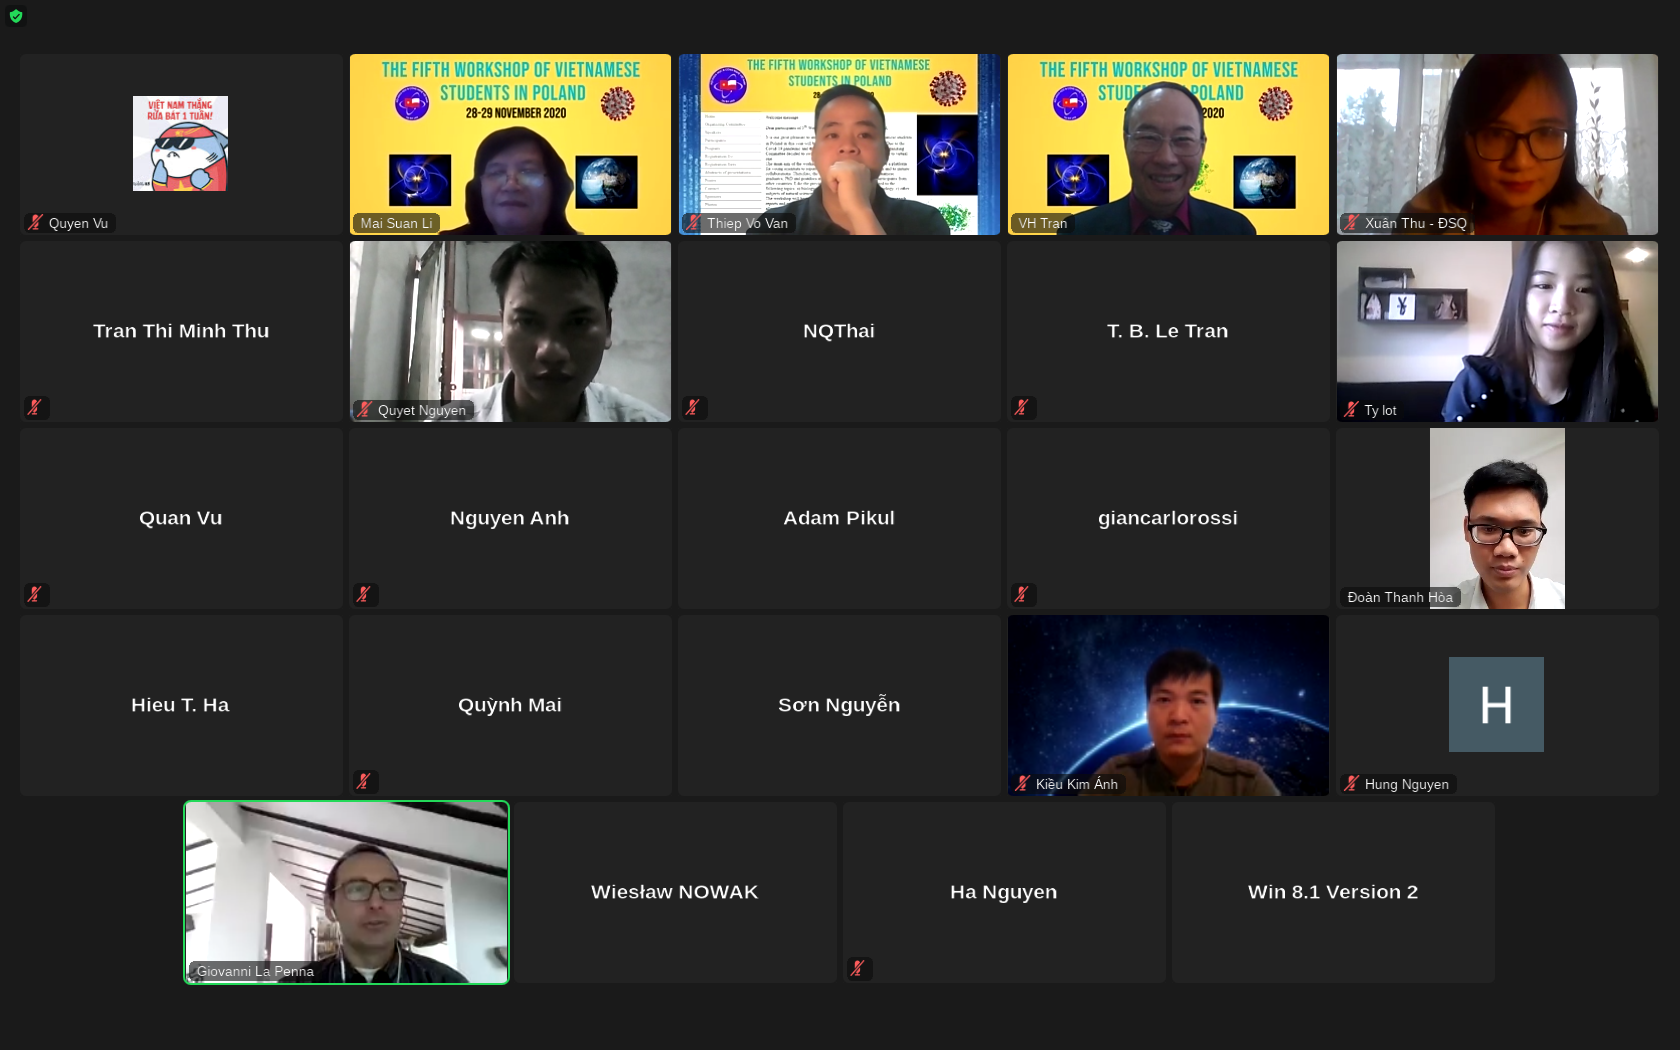 VIỆT NAM THẮNG
RỬA BÁT 1 TUẦN!
Quyen Vu
THE FIFTH WORKSHOP OF VIETNAMESE
STUDENTS IN POLAND
28-29 NOVEMBER 2020
Mai Suan Li
THE FIFTH WORKSHOP OF VIETNAMESE
STUDENTS IN POLAND
Thiep Vo Van
THE FIFTH WORKSHOP OF VIETNAMESE
POLAND
2020
VH Tran
Xuân Thu - ĐSQ
Tran Thi Minh Thu
Quyet Nguyen
NQThai
T. B. Le Tran
Ty lot
Quan Vu
Nguyen Anh
Adam Pikul
giancarlorossi
Đoàn Thanh Hòa
Hieu T. Ha
Quỳnh Mai
Sơn Nguyễn
Kiều Kim Ánh
H
Hung Nguyen
Giovanni La Penna
Wiesław NOWAK
Ha Nguyen
Win 8.1 Version 2